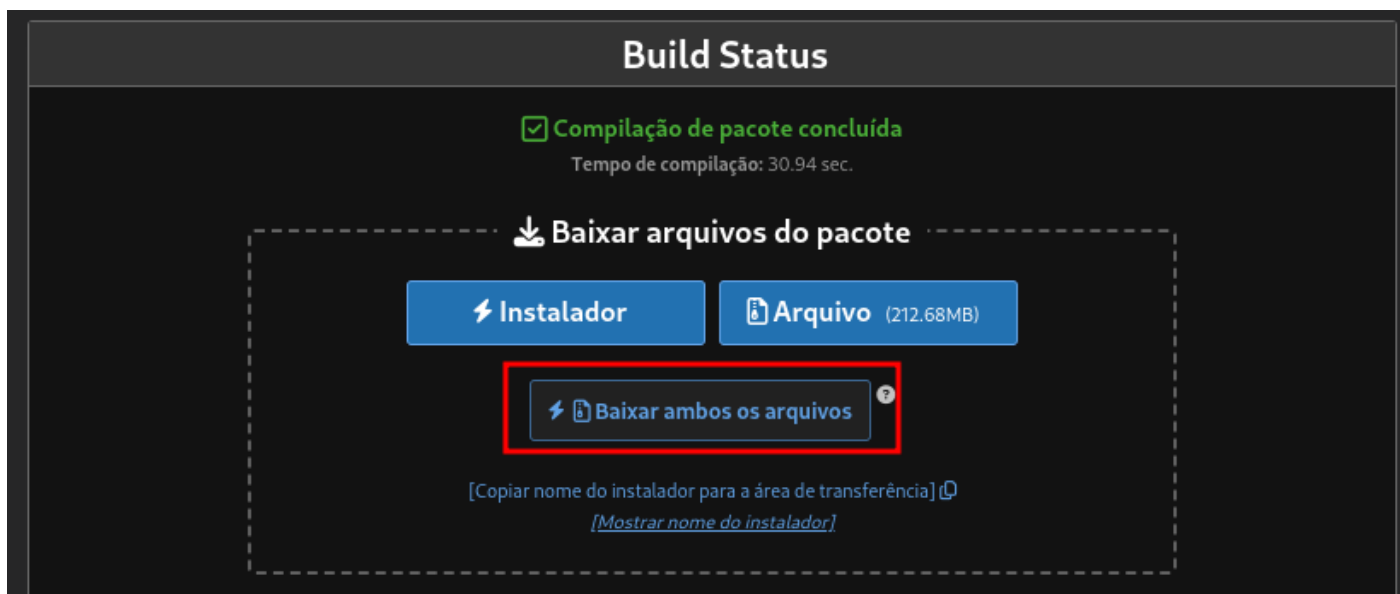 Build Status
Compilação de pacote concluída
Tempo de compilação: 30.94 sec.
Baixar arquivos do pacote
Instalador
Arquivo (212.68MB)
Baixar ambos os arquivos ?
[Copiar nome do instalador para a área de transferência]
[Mostrar nome do instalador]